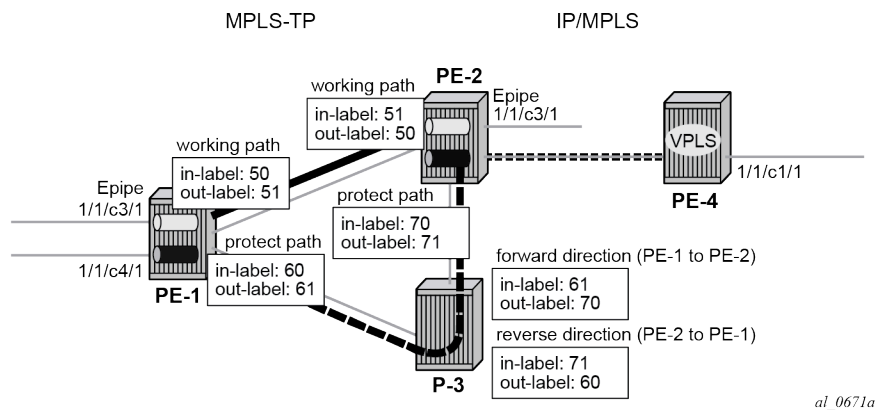 MPLS-TP
IP/MPLS
PE-2
working path
in-label: 51
out-label: 50
Epipe
1/1/c3/1
working path
in-label: 50
out-label: 51
VPLS
1/1/c1/1
PE-4
Epipe
1/1/c3/1
protect path
in-label: 70
out-label: 71
protect path
in-label: 60
out-label: 61
1/1/c4/1
PE-1
forward direction (PE-1 to PE-2)
in-label: 61
out-label: 70
reverse direction (PE-2 to PE-1)
in-label: 71
out-label: 60
P-3
al_0671a